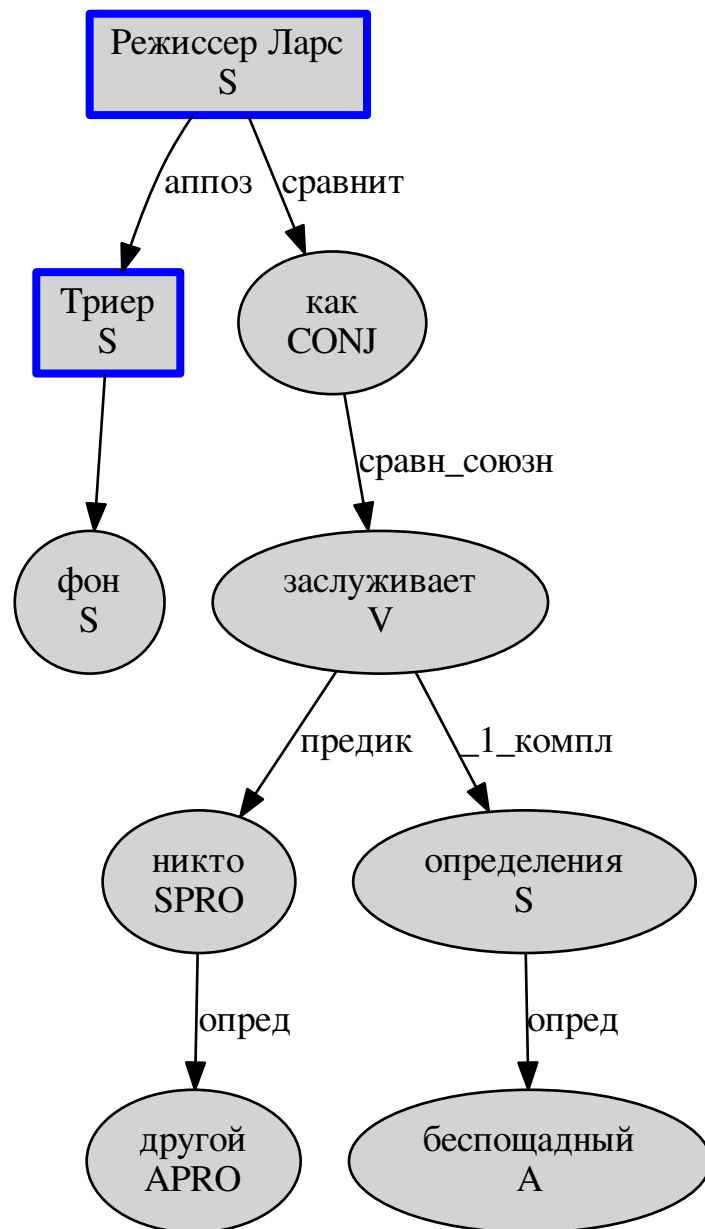 Режиссер Ларс
S
аппоз
сравнит
Триер
S
как
CONJ
сравн_союзн
фон
S
заслуживает
V
предик
_1_компл
никто
SPRO
определения
S
опред
опред
другой
APRO
беспощадный
A